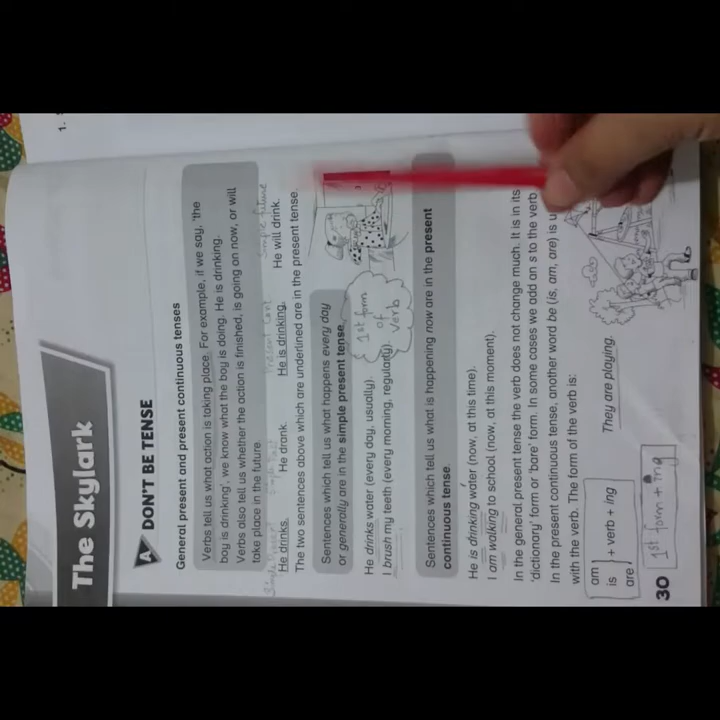 1.
The Skylark
A DON'T BE TENSE
General present and present continuous tenses
Verbs tell us what action is taking place. For example, if we say, 'the
boy is drinking', we know what the boy is doing. He is drinking.
Verbs also tell us whether the action is finished, is going on now, or will
take place in the future.
Simple Present Simple Past Present Cont Simple future
He drinks. He drank. He is drinking. He will drink.
The two sentences above which are underlined are in the present tense.
Sentences which tell us what happens every day
or generally are in the simple present tense.
He drinks water (every day, usually).
I brush my teeth (every morning, regularly).
1st form
of
verb
Sentences which tell us what is happening now are in the present
continuous tense.
He is drinking water (now, at this time).
I am walking to school (now, at this moment).
In the general present tense the verb does not change much. It is in its
'dictionary' form or 'bare' form. In some cases we add an s to the verb
In the present continuous tense, another word be (is, am, are) is
with the verb. The form of the verb is:
am
is + verb + ing
are
They are playing.
30
1st form + ing